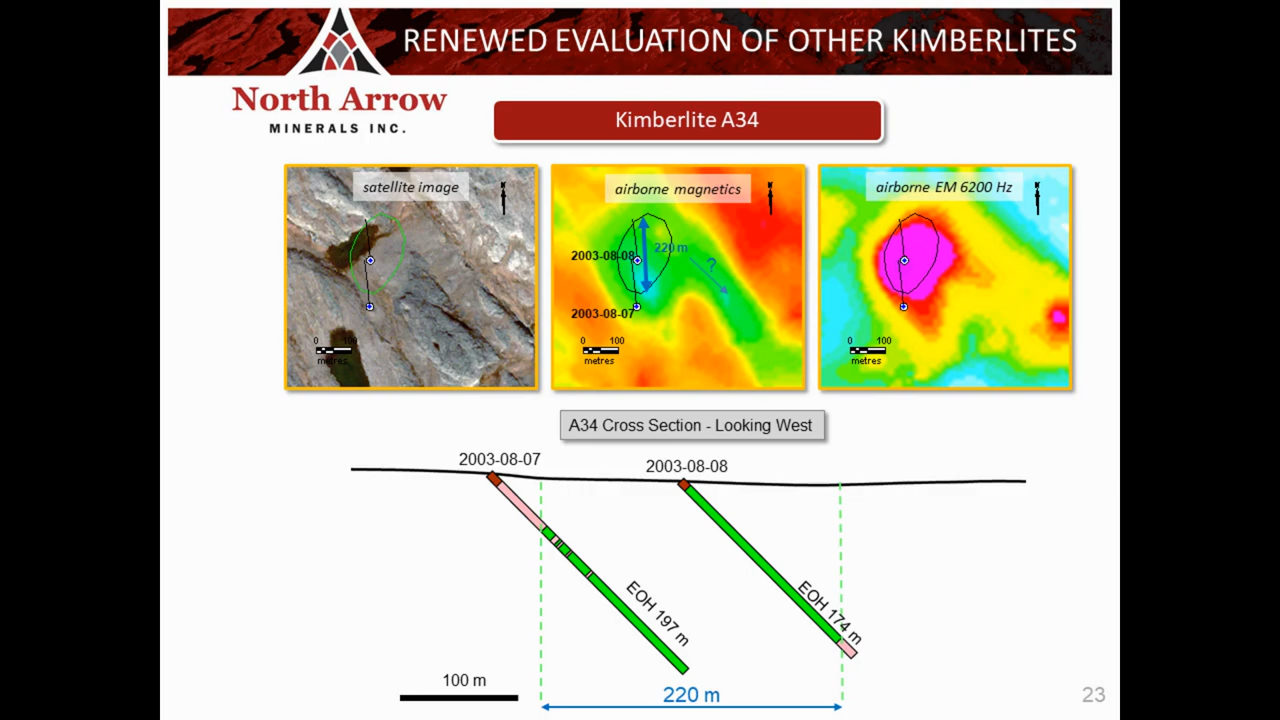 RENEWED EVALUATION OF OTHER KIMBERLITES
North Arrow
MINERALS INC.
Kimberlite A34
satellite image
N
0 100
metres
airborne magnetics
N
2003-08-08
220 m
?
2003-08-07
0 100
metres
airborne EM 6200 Hz
N
0 100
metres
A34 Cross Section - Looking West
2003-08-07
2003-08-08
EOH 197 m
EOH 174 m
100 m
220 m
23